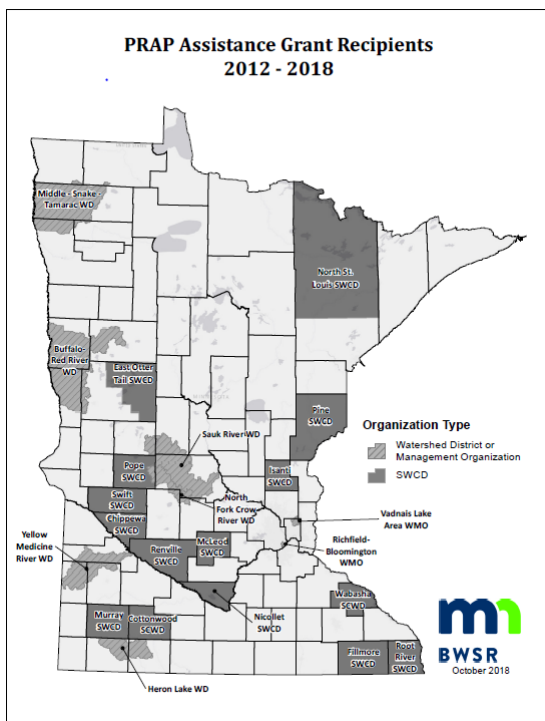 PRAP Assistance Grant Recipients
2012 - 2018
Middle - Snake -
Tamarac WD
North St.
Louis SWCD
Buffalo-
Red River
WD
East Otter
Tail SWCD
Pine
SWCD
Organization Type
Watershed District or
Management Organization
SWCD
Sauk River WD
Pope
SWCD
Isanti
SWCD
Swift
SWCD
North
Fork Crow
River WD
Chippewa
SWCD
Vadnais Lake
Area WMO
Yellow
Medicine
River WD
Renville
SWCD
McLeod
SWCD
Richfield-
Bloomington
WMO
Wabasha
SCWD
Murray
SWCD
Cottonwood
SCWD
Nicollet
SWCD
Fillmore
SWCD
Root
River
SWCD
Heron Lake WD
mn
BWSR
October 2018